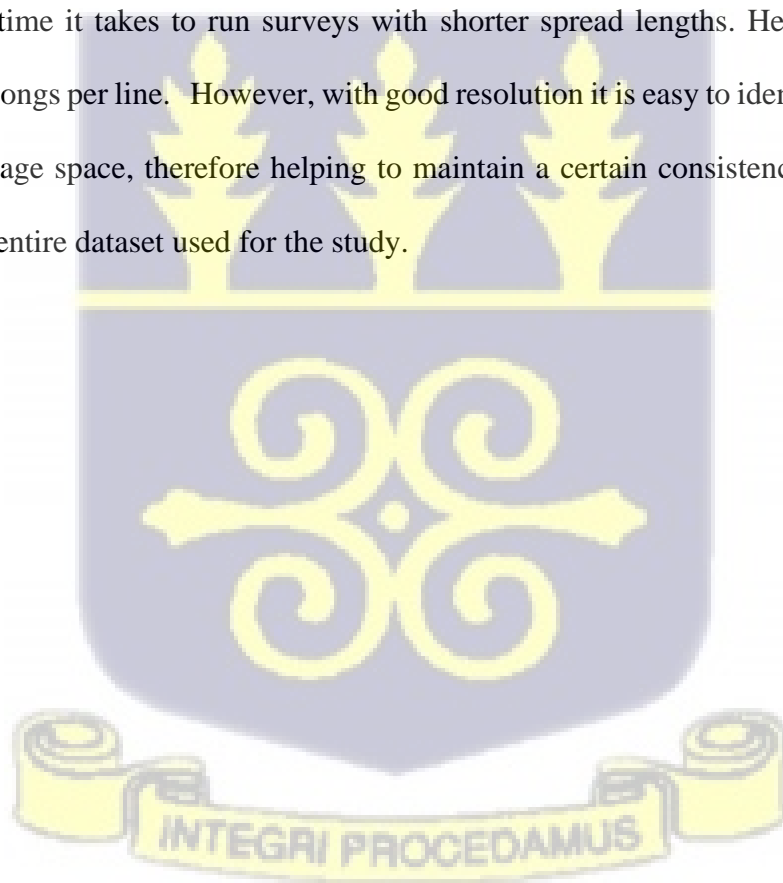 time it takes to run surveys with shorter spread lengths. He
ongs per line. However, with good resolution it is easy to iden
age space, therefore helping to maintain a certain consistenc
entire dataset used for the study.
INTEGRI PROCEDAMUS